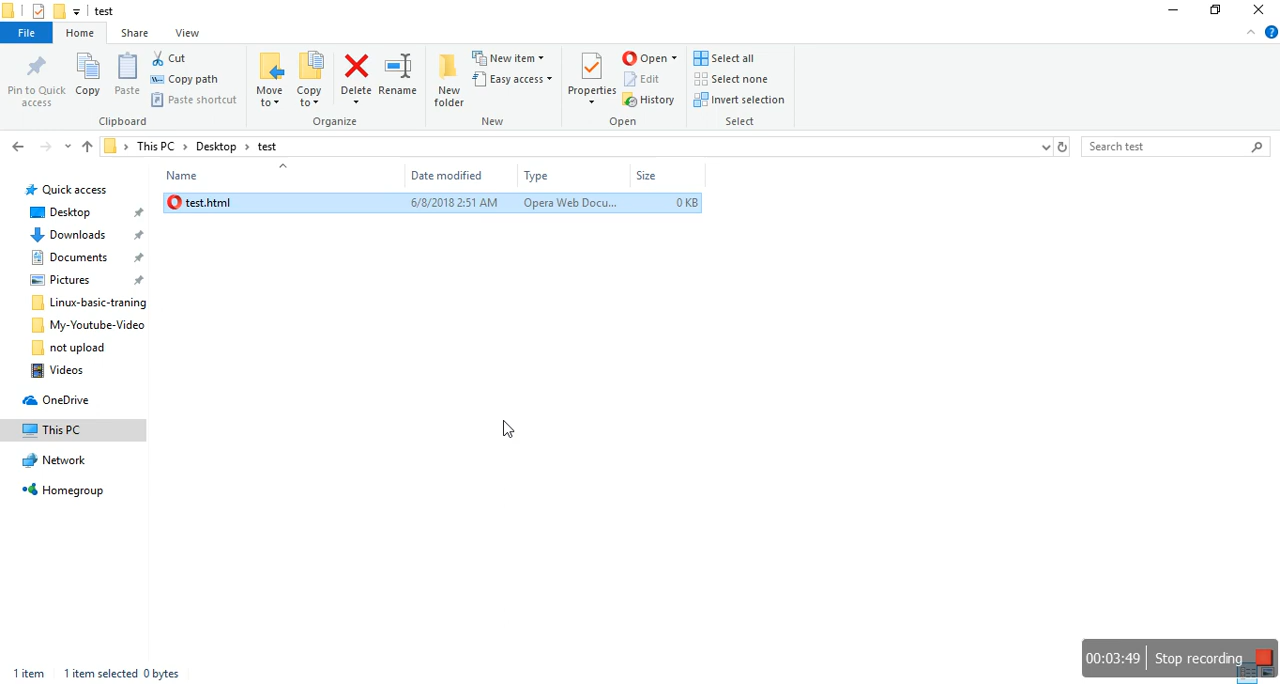 test
File
Home
Share
View
Pin to Quick
access
Copy
Paste
Cut
Copy path
Paste shortcut
Clipboard
Move
to
Copy
to
Delete
Rename
Organize
New
folder
New item
Easy access
New
Properties
Open
Edit
History
Open
Select all
Select none
Invert selection
Select
This PC
Desktop
test
Search test
Name
Date modified
Type
Size
test.html
6/8/2018 2:51 AM
Opera Web Docu...
0 KB
Quick access
Desktop
Downloads
Documents
Pictures
Linux-basic-traning
My-Youtube-Video
not upload
Videos
OneDrive
This PC
Network
Homegroup
00:03:49
Stop recording
1 item
1 item selected 0 bytes